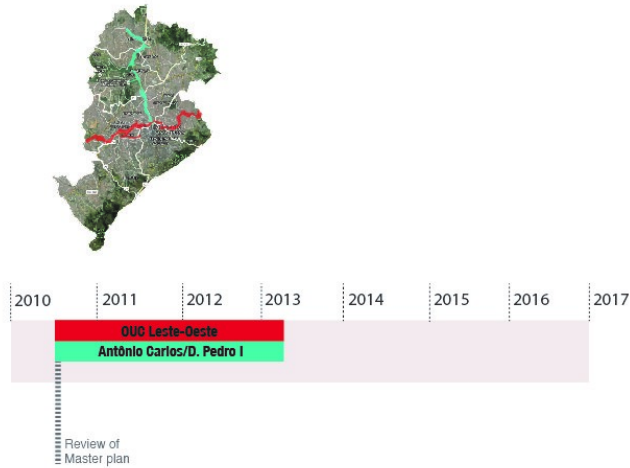 2010 2011 2012 2013 2014 2015 2016 2017
OUC Leste-Oeste
Antônio Carlos/D. Pedro I
Review of
Master plan